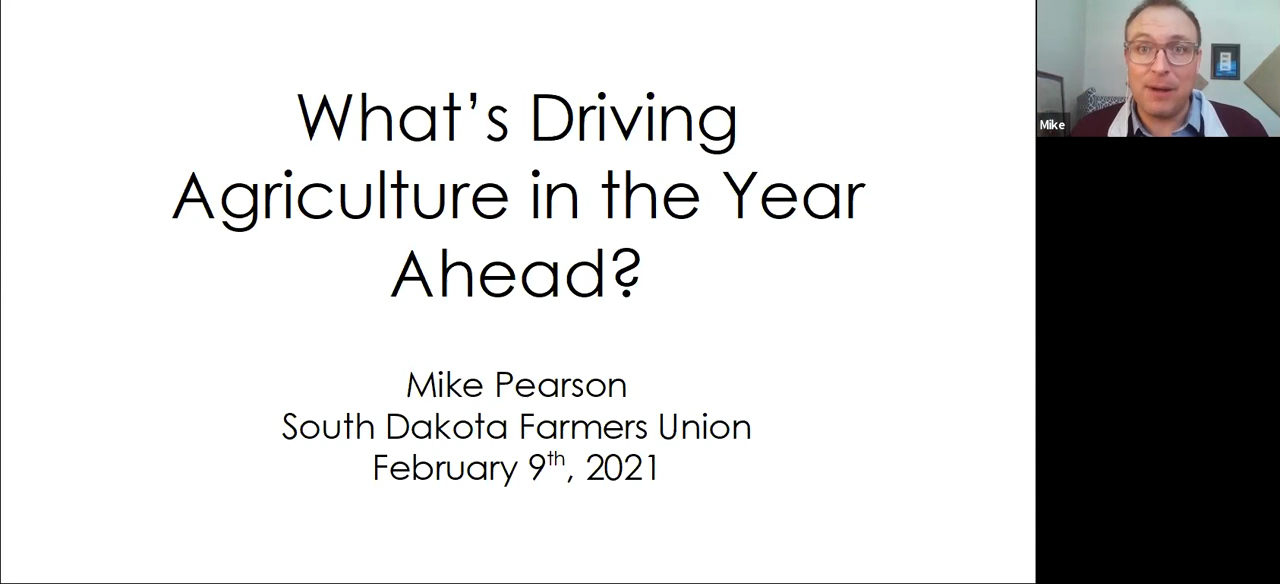 What’s Driving
Agriculture in the Year
Ahead?
Mike Pearson
South Dakota Farmers Union
February 9th, 2021
Mike